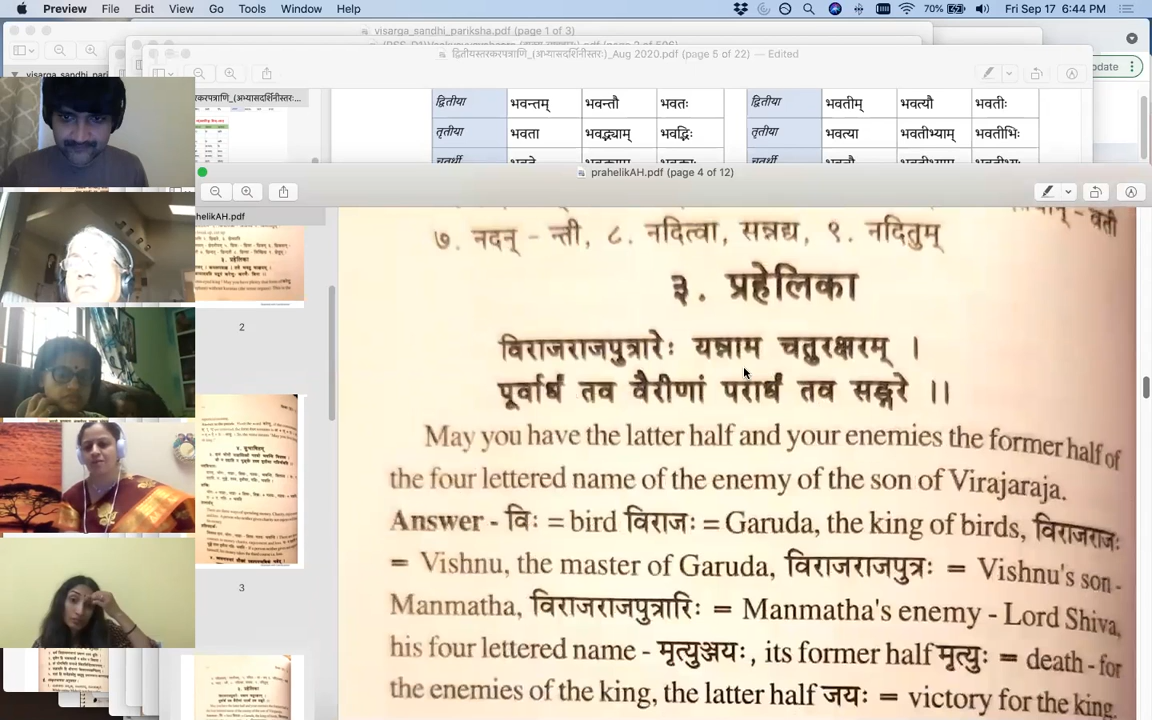 Preview File Edit View Go Tools Window Help 70% Fri Sep 17 6:44 PM
visarga_sandhi_pariksha.pdf (page 1 of 3)
द्वितीयस्तरकरपत्राणि_(अभ्यासदर्शिनीस्तरः)_Aug 2020.pdf (page 5 of 22) — Edited
द्वितीया भवन्तम् भवन्तौ भवतः द्वितीया भवतीम् भवत्यौ भवतीः
तृतीया भवता भवद्भ्याम् भवद्भिः तृतीया भवत्या भवतीभ्याम् भवतीभिः
prahelikAH.pdf (page 4 of 12)
helikAH.pdf
७. नदन् - न्ती, ८. नदित्वा, सन्नद्य, ९. नदितुम्
३. प्रहेलिका
विराजराजपुत्रारेः यन्नाम चतुरक्षरम् ।
पूर्वार्धं तव वैरीणां परार्धं तव सङ्गरे ।।
May you have the latter half and your enemies the former half of
the four lettered name of the enemy of the son of Virajaraja.
Answer - विः = bird विराजः = Garuda, the king of birds, विराजराजः
= Vishnu, the master of Garuda, विराजराजपुत्रः = Vishnu's son -
Manmatha, विराजराजपुत्रारिः = Manmatha's enemy - Lord Shiva,
his four lettered name - मृत्युञ्जयः, its former half मृत्युः = death - for
the enemies of the king, the latter half जयः = victory for the king.
2
3